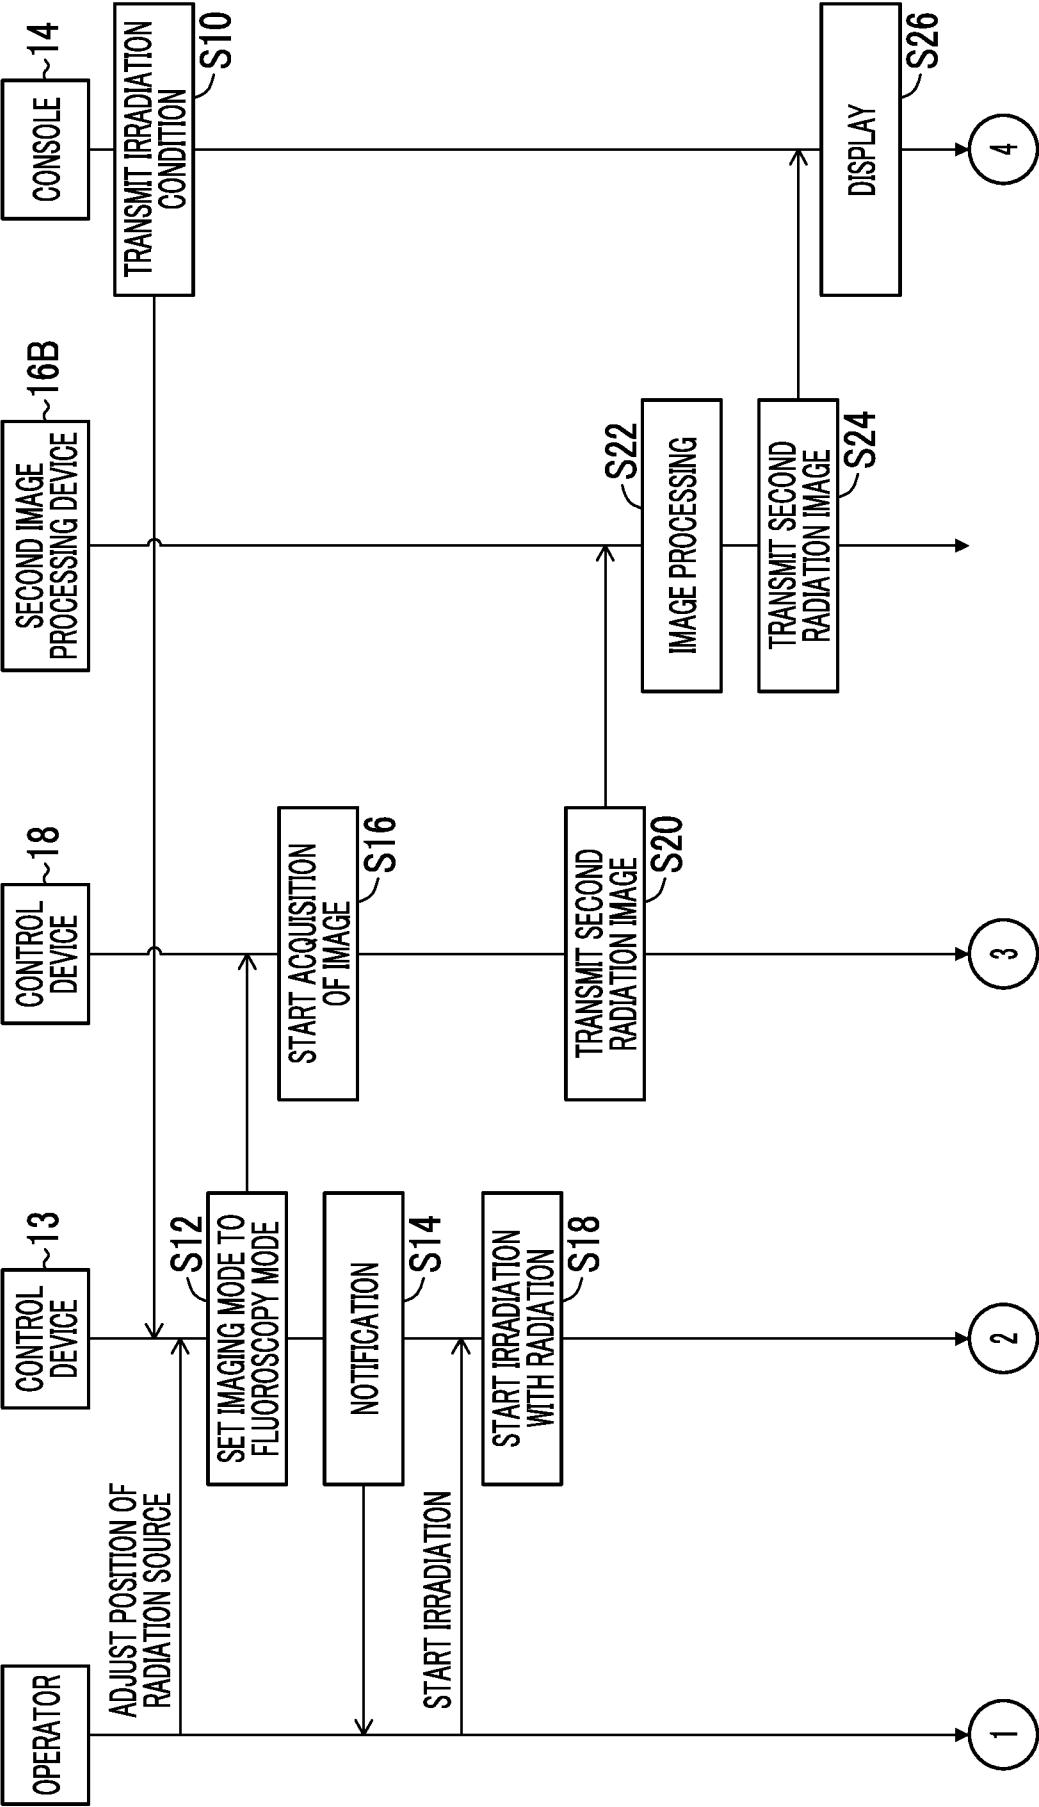 OPERATOR
CONTROL
DEVICE
13
CONTROL
DEVICE
18
SECOND IMAGE
PROCESSING DEVICE
16B
CONSOLE
14
TRANSMIT IRRADIATION
CONDITION
S10
ADJUST POSITION OF
RADIATION SOURCE
S12
SET IMAGING MODE TO
FLUOROSCOPY MODE
START ACQUISITION
OF IMAGE
S16
NOTIFICATION
S14
START IRRADIATION
START IRRADIATION
WITH RADIATION
S18
TRANSMIT SECOND
RADIATION IMAGE
S20
S22
IMAGE PROCESSING
TRANSMIT SECOND
RADIATION IMAGE
S24
DISPLAY
S26
1
2
3
4